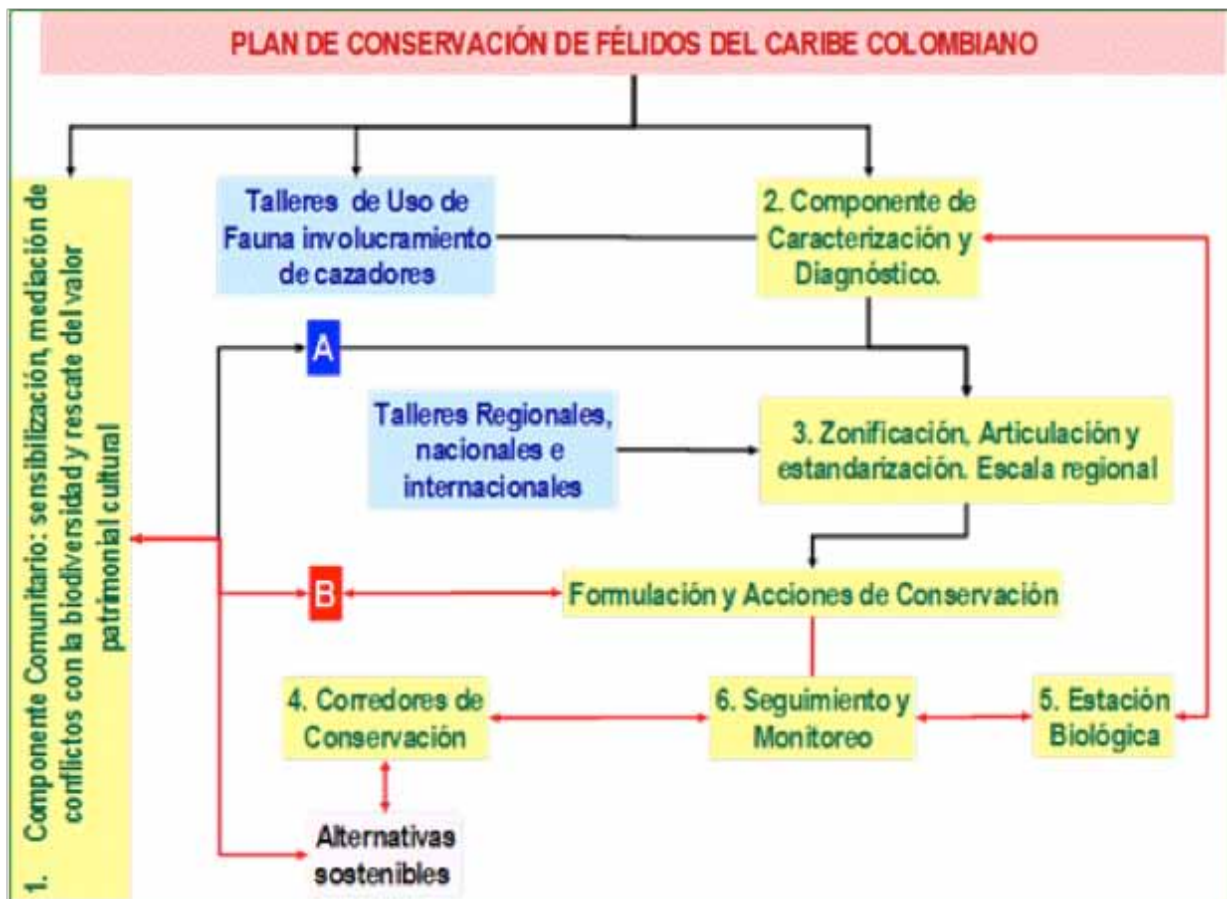 PLAN DE CONSERVACIÓN DE FÉLIDOS DEL CARIBE COLOMBIANO
1. Componente Comunitario: sensibilización, mediación de
conflictos con la biodiversidad y rescate del valor
patrimonial cultural
Talleres de Uso de
Fauna involucramiento
de cazadores
2. Componente de
Caracterización y
Diagnóstico.
A
Talleres Regionales,
nacionales e
internacionales
3. Zonificación, Articulación y
estandarización. Escala regional
B
Formulación y Acciones de Conservación
4. Corredores de
Conservación
6. Seguimiento y
Monitoreo
5. Estación
Biológica
Alternativas
sostenibles